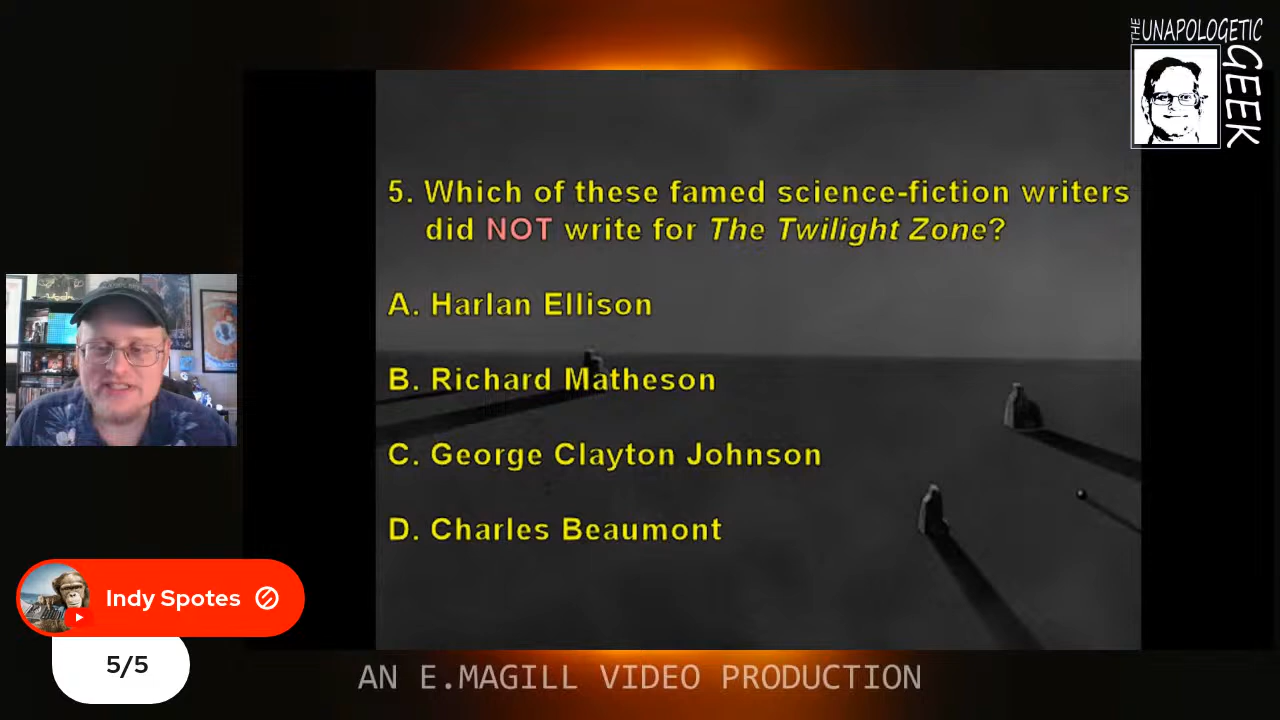 THE UNAPOLOGETIC
GEEK
5. Which of these famed science-fiction writers
did NOT write for The Twilight Zone?
A. Harlan Ellison
B. Richard Matheson
C. George Clayton Johnson
D. Charles Beaumont
Indy Spotes
5/5
AN E.MAGILL VIDEO PRODUCTION